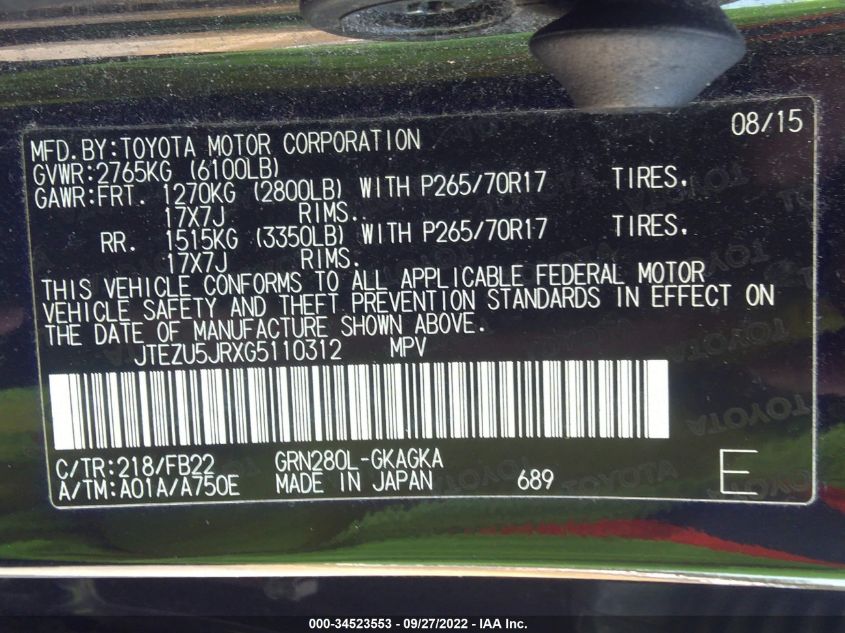 08/15
MFD.BY:TOYOTA MOTOR CORPORATION
GVWR:2765KG (6100LB)
GAWR:FRT. 1270KG (2800LB) WITH P265/70R17 TIRES,
17X7J RIMS..
RR. 1515KG (3350LB) WITH P265/70R17 TIRES,
17X7J RIMS..
THIS VEHICLE CONFORMS TO ALL APPLICABLE FEDERAL MOTOR
VEHICLE SAFETY AND THEFT PREVENTION STANDARDS IN EFFECT ON
THE DATE OF MANUFACTURE SHOWN ABOVE.
JTEZU5JRXG5110312 MPV
C/TR:218/FB22 GRN280L-GKAGKA
A/TM:A01A/A750E MADE IN JAPAN 689 E
000-34523553 - 09/27/2022 - IAA Inc.